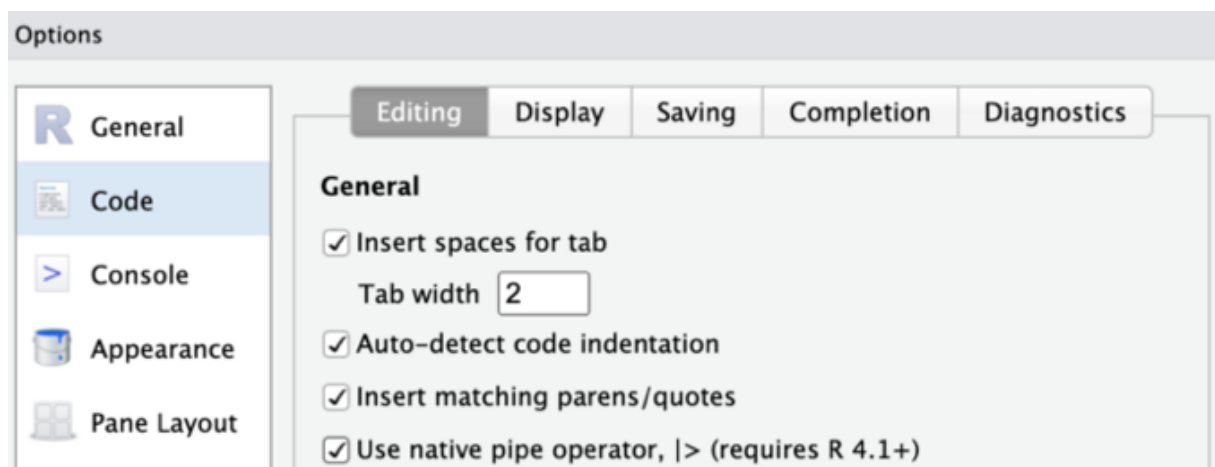 Options
General
Code
Console
Appearance
Pane Layout
Editing Display Saving Completion Diagnostics
General
Insert spaces for tab
Tab width 2
Auto-detect code indentation
Insert matching parens/quotes
Use native pipe operator, |> (requires R 4.1+)